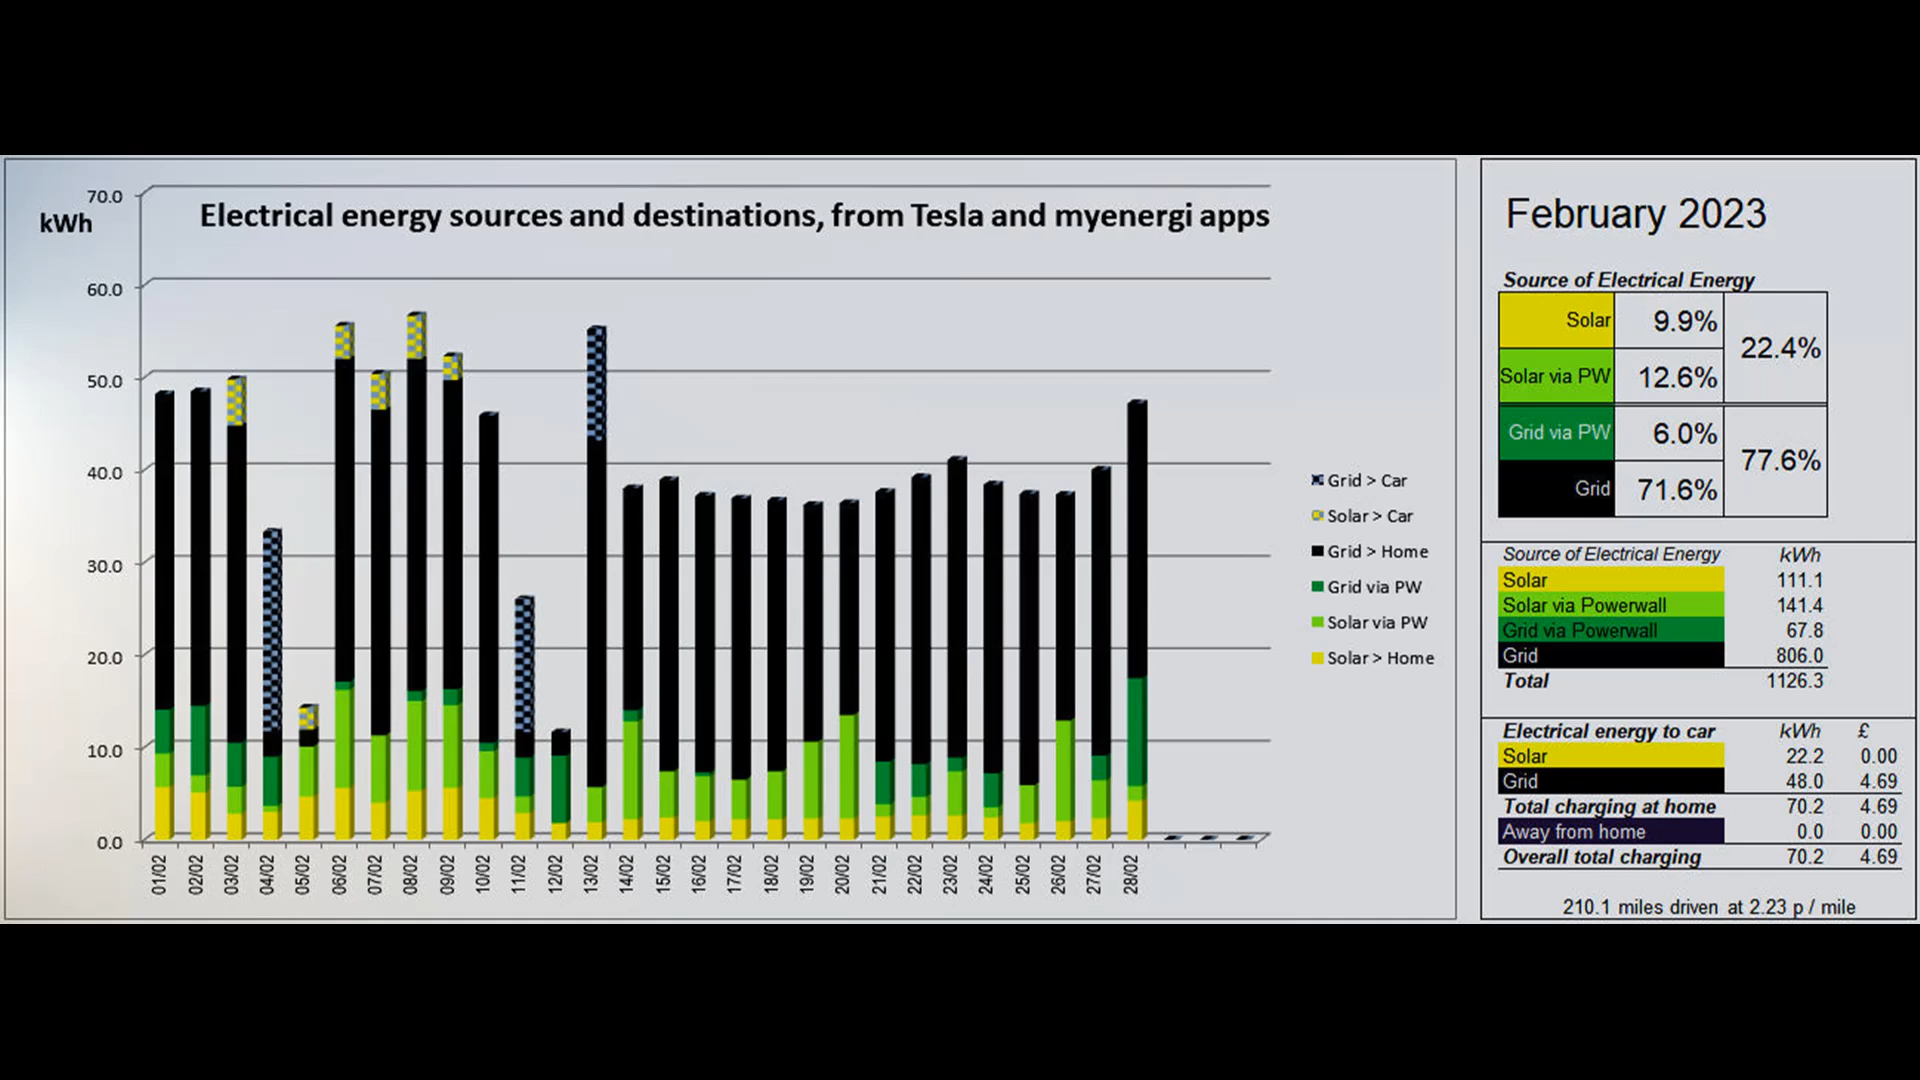 Electrical energy sources and destinations, from Tesla and myenergi apps
kWh
70.0
60.0
50.0
40.0
30.0
20.0
10.0
0.0
01/02
02/02
03/02
04/02
05/02
06/02
07/02
08/02
09/02
10/02
11/02
12/02
13/02
14/02
15/02
16/02
17/02
18/02
19/02
20/02
21/02
22/02
23/02
24/02
25/02
26/02
27/02
28/02
Grid > Car
Solar > Car
Grid > Home
Grid via PW
Solar via PW
Solar > Home
February 2023
Source of Electrical Energy
Solar 9.9%
22.4%
Solar via PW 12.6%
Grid via PW 6.0%
77.6%
Grid 71.6%
Source of Electrical Energy kWh
Solar 111.1
Solar via Powerwall 141.4
Grid via Powerwall 67.8
Grid 806.0
Total 1126.3
Electrical energy to car kWh £
Solar 22.2 0.00
Grid 48.0 4.69
Total charging at home 70.2 4.69
Away from home 0.0 0.00
Overall total charging 70.2 4.69
210.1 miles driven at 2.23 p / mile